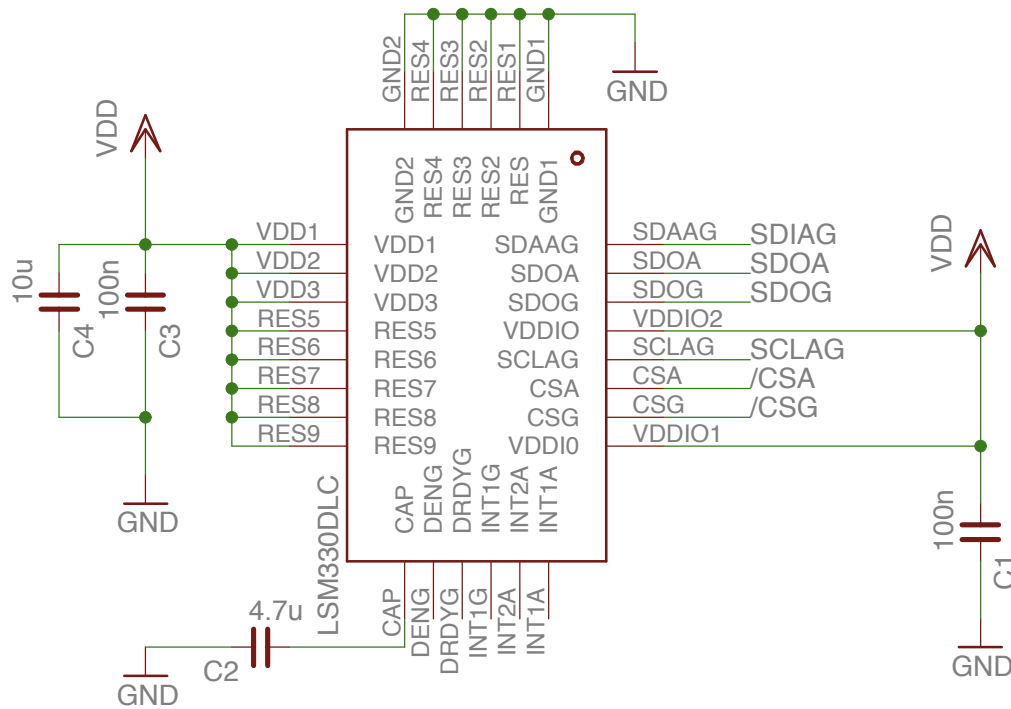 GND2
RES4
RES3
RES2
RES1
GND1
GND
VDD
GND2
RES4
RES3
RES2
RES
GND1
VDD1
VDD1
SDAAG
SDAAG
SDIAG
VDD
VDD2
VDD2
SDOA
SDOA
SDOA
VDD3
VDD3
SDOG
SDOG
SDOG
10u
C4
100n
C3
RES5
RES5
VDDIO
VDDIO2
RES6
RES6
SCLAG
SCLAG
SCLAG
RES7
RES7
CSA
CSA
/CSA
RES8
RES8
CSG
CSG
/CSG
RES9
RES9
VDDI0
VDDIO1
GND
CAP
DENG
DRDYG
INT1G
INT2A
INT1A
100n
C1
LSM330DLC
CAP
DENG
DRDYG
INT1G
INT2A
INT1A
4.7u
C2
GND
GND